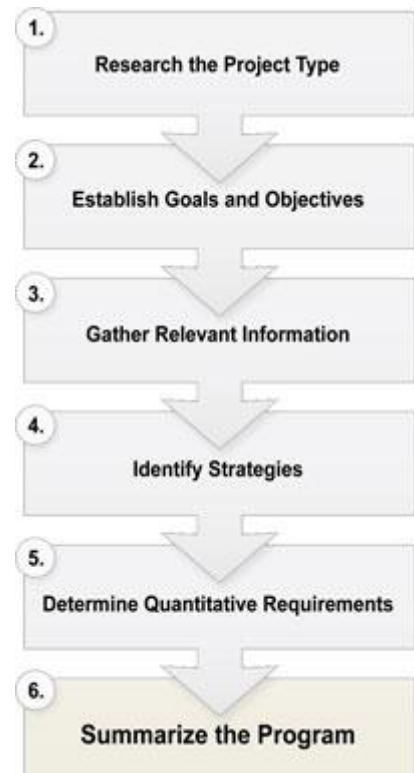 1.
Research the Project Type
2.
Establish Goals and Objectives
3.
Gather Relevant Information
4.
Identify Strategies
5.
Determine Quantitative Requirements
6.
Summarize the Program